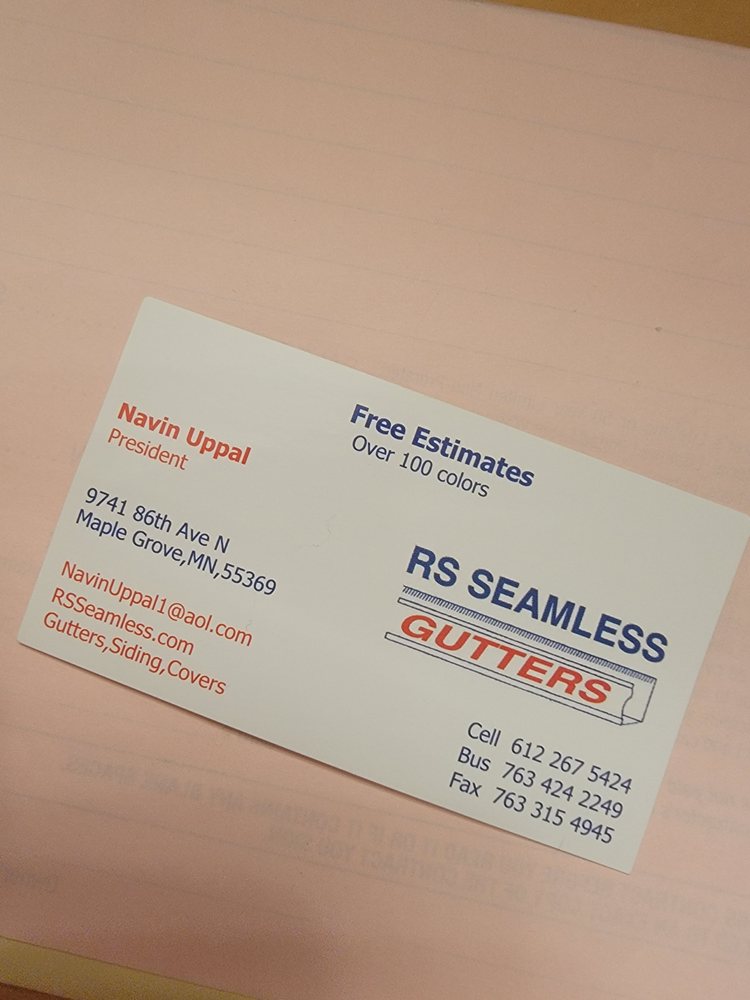 Navin Uppal
President
9741 86th Ave N
Maple Grove,MN,55369
NavinUppal1@aol.com
RSSeamless.com
Gutters,Siding,Covers
Free Estimates
Over 100 colors
RS SEAMLESS
GUTTERS
Cell 612 267 5424
Bus 763 424 2249
Fax 763 315 4945